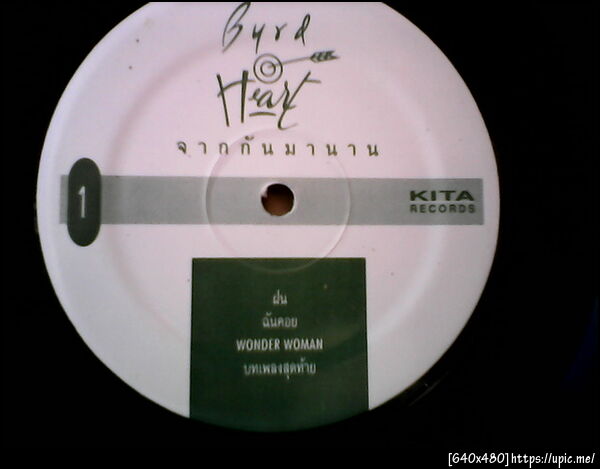 Byrd
Heart
จากกันมานาน
1
KITA
RECORDS
ฝน
ฉันคอย
WONDER WOMAN
บทเพลงสุดท้าย
[640x480]https://upic.me/